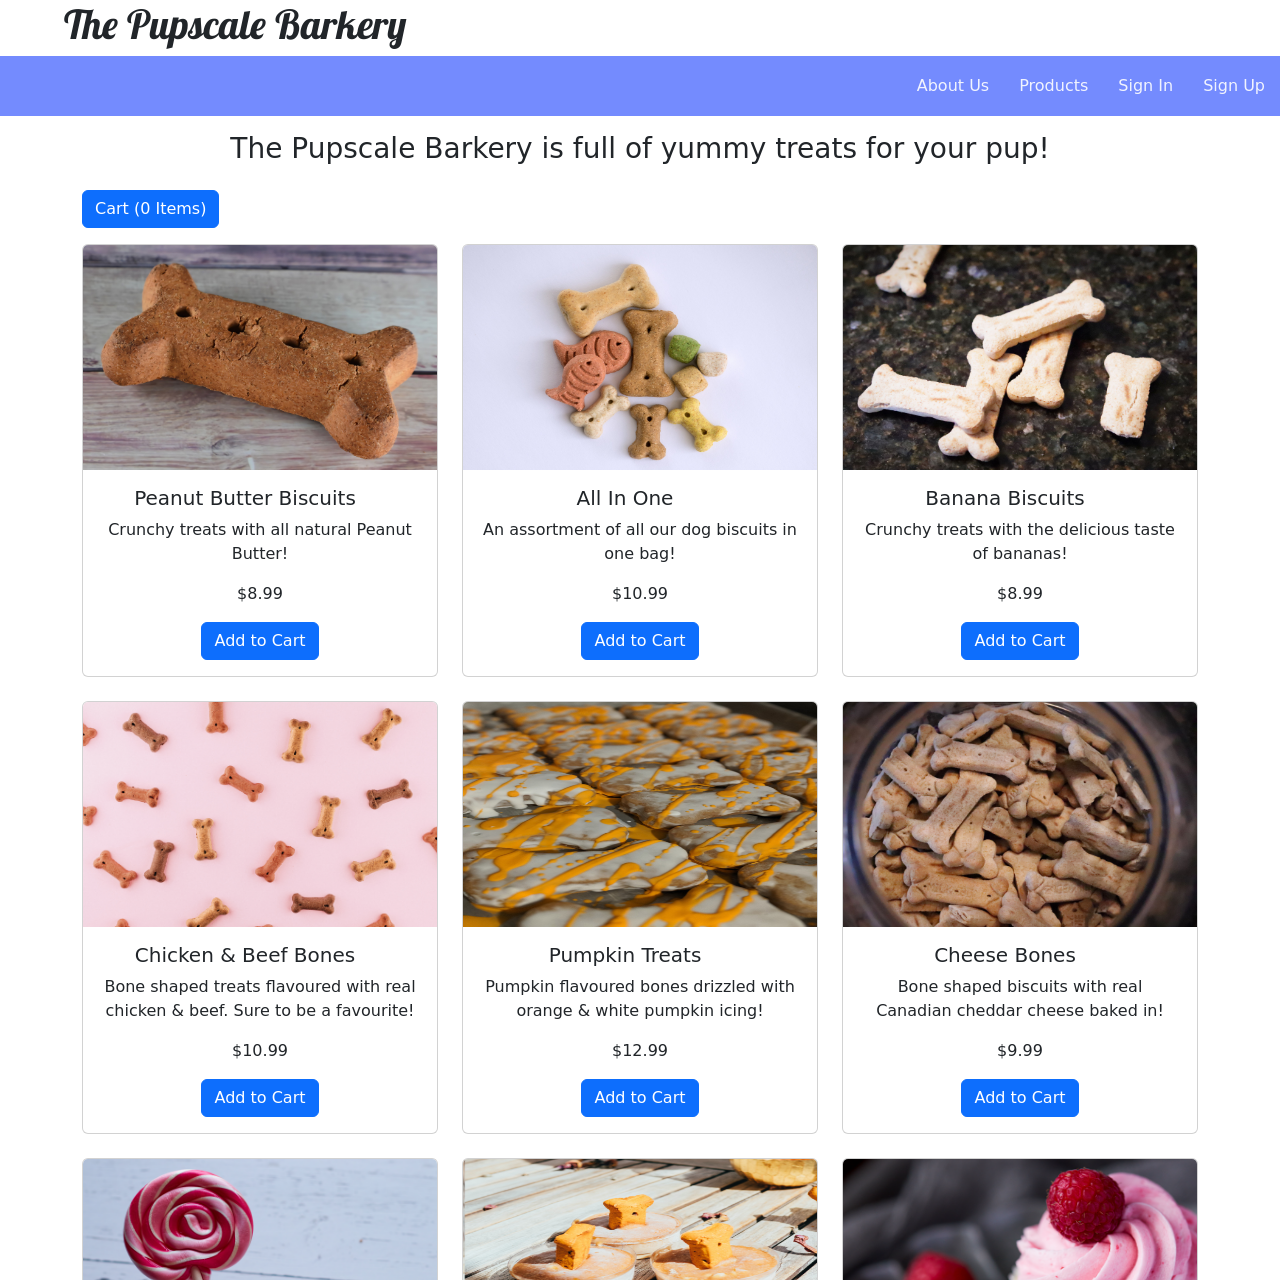 The Pupscale Barkery
About Us Products Sign In Sign Up
The Pupscale Barkery is full of yummy treats for your pup!
Cart (0 Items)
Peanut Butter Biscuits
Crunchy treats with all natural Peanut
Butter!
$8.99
Add to Cart
All In One
An assortment of all our dog biscuits in
one bag!
$10.99
Add to Cart
Banana Biscuits
Crunchy treats with the delicious taste
of bananas!
$8.99
Add to Cart
Chicken & Beef Bones
Bone shaped treats flavoured with real
chicken & beef. Sure to be a favourite!
$10.99
Add to Cart
Pumpkin Treats
Pumpkin flavoured bones drizzled with
orange & white pumpkin icing!
$12.99
Add to Cart
Cheese Bones
Bone shaped biscuits with real
Canadian cheddar cheese baked in!
$9.99
Add to Cart